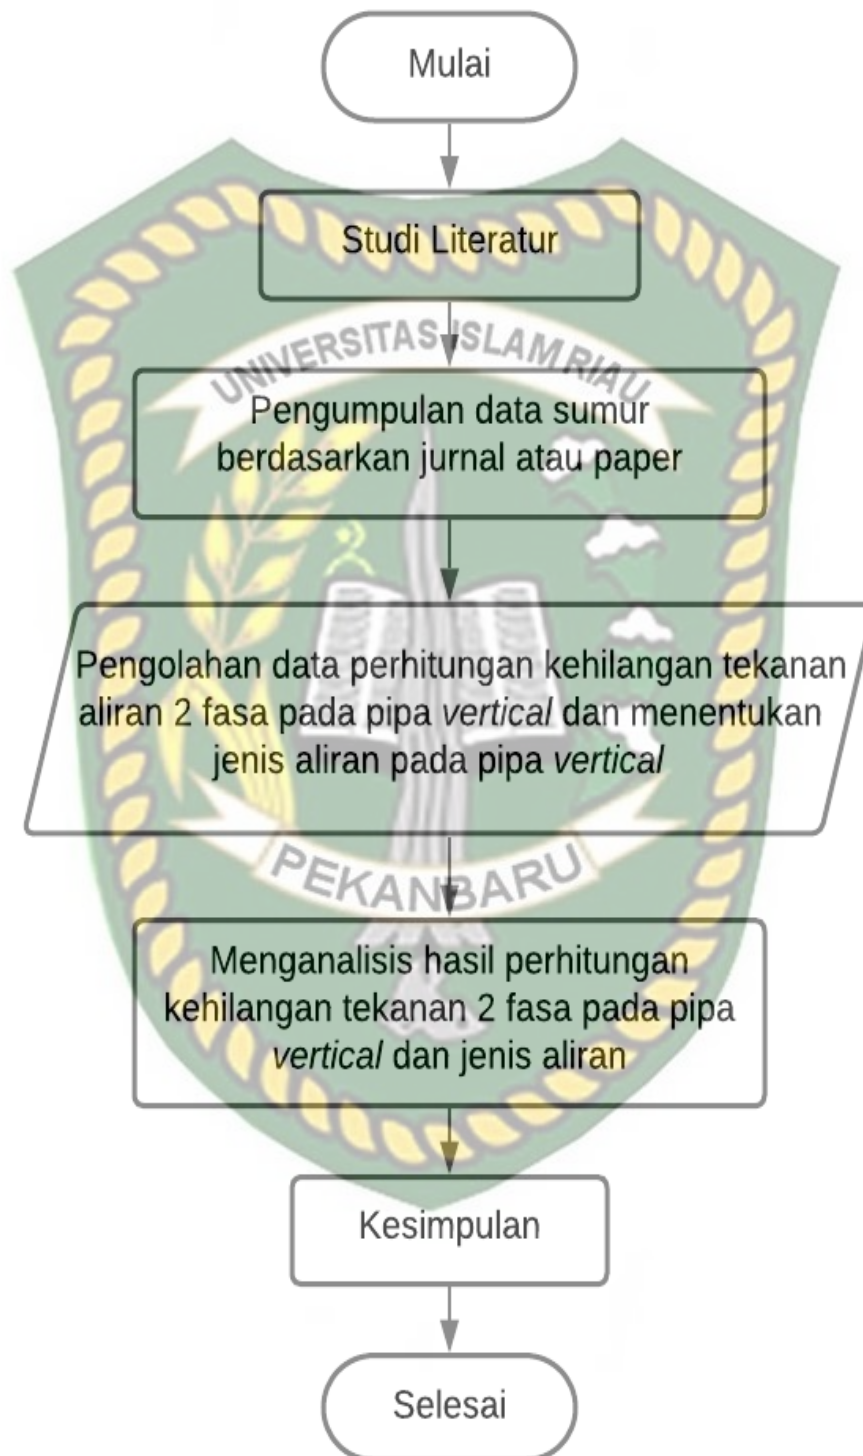 Mulai
Studi Literatur
UNIVERSITAS ISLAM RIAU
Pengumpulan data sumur
berdasarkan jurnal atau paper
Pengolahan data perhitungan kehilangan tekanan
aliran 2 fasa pada pipa vertical dan menentukan
jenis aliran pada pipa vertical
PEKANBARU
Menganalisis hasil perhitungan
kehilangan tekanan 2 fasa pada pipa
vertical dan jenis aliran
Kesimpulan
Selesai